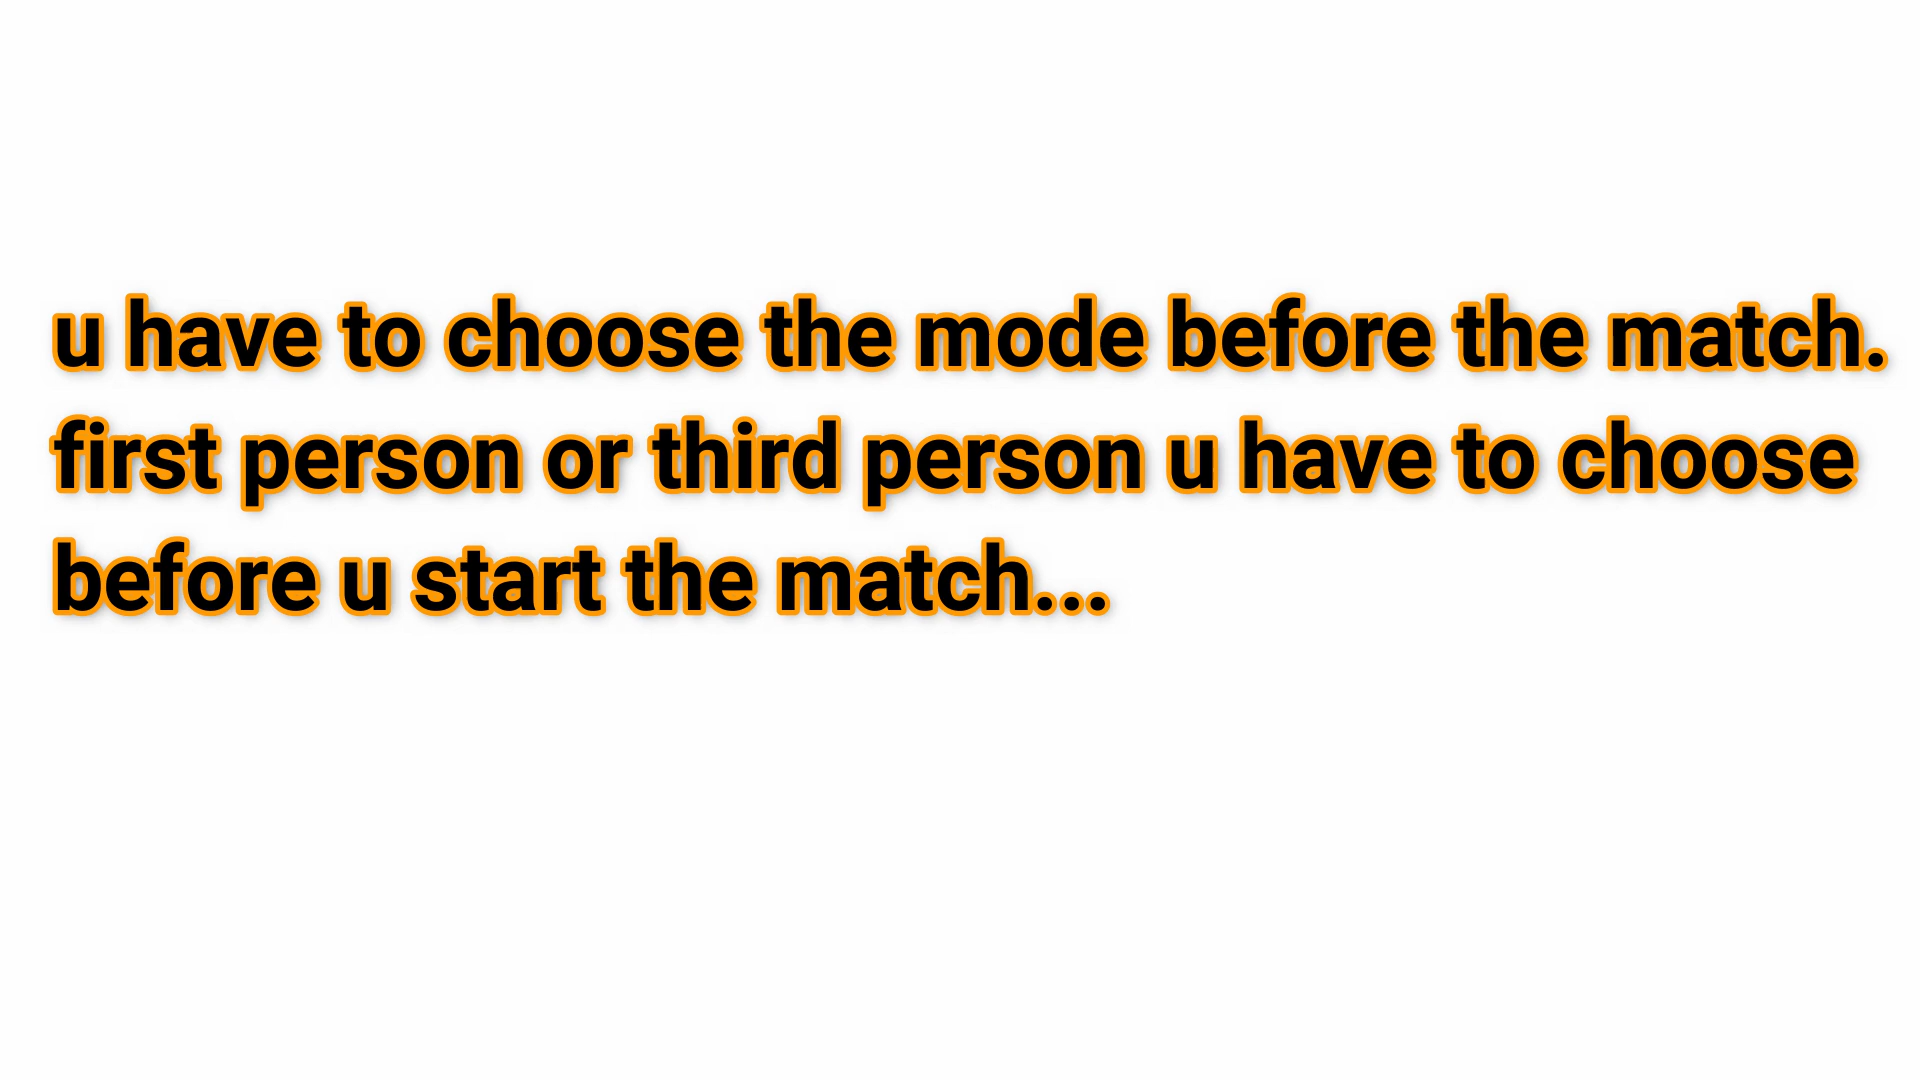 u have to choose the mode before the match.
first person or third person u have to choose
before u start the match...